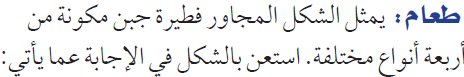 طعام: يمثل الشكل المجاور فطيرة جبن مكونة من
أربعة أنواع مختلفة. استعن بالشكل في الإجابة عما يأتي: